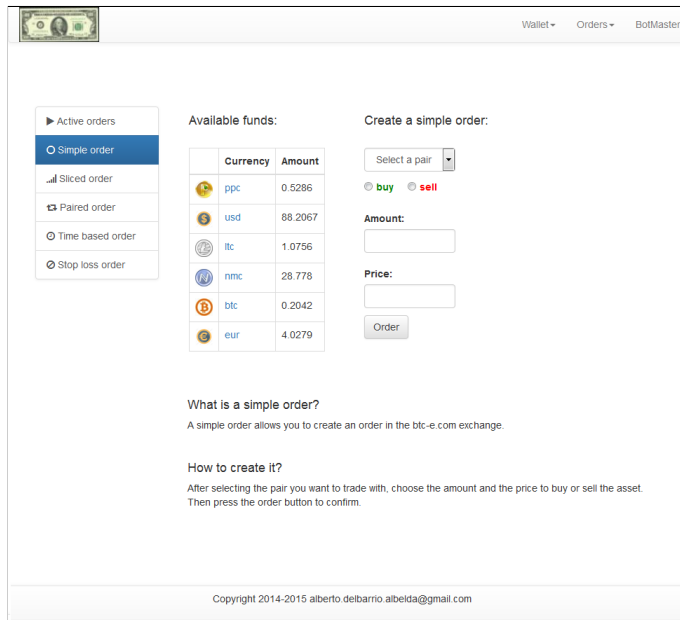 Wallet Orders BotMaster
Active orders
Simple order
Sliced order
Paired order
Time based order
Stop loss order
Available funds:
Currency Amount
ppc 0.5286
usd 88.2067
ltc 1.0756
nmc 28.778
btc 0.2042
eur 4.0279
Create a simple order:
Select a pair
buy sell
Amount:
Price:
Order
What is a simple order?
A simple order allows you to create an order in the btc-e.com exchange.
How to create it?
After selecting the pair you want to trade with, choose the amount and the price to buy or sell the asset.
Then press the order button to confirm.
Copyright 2014-2015 alberto.delbarrio.albelda@gmail.com